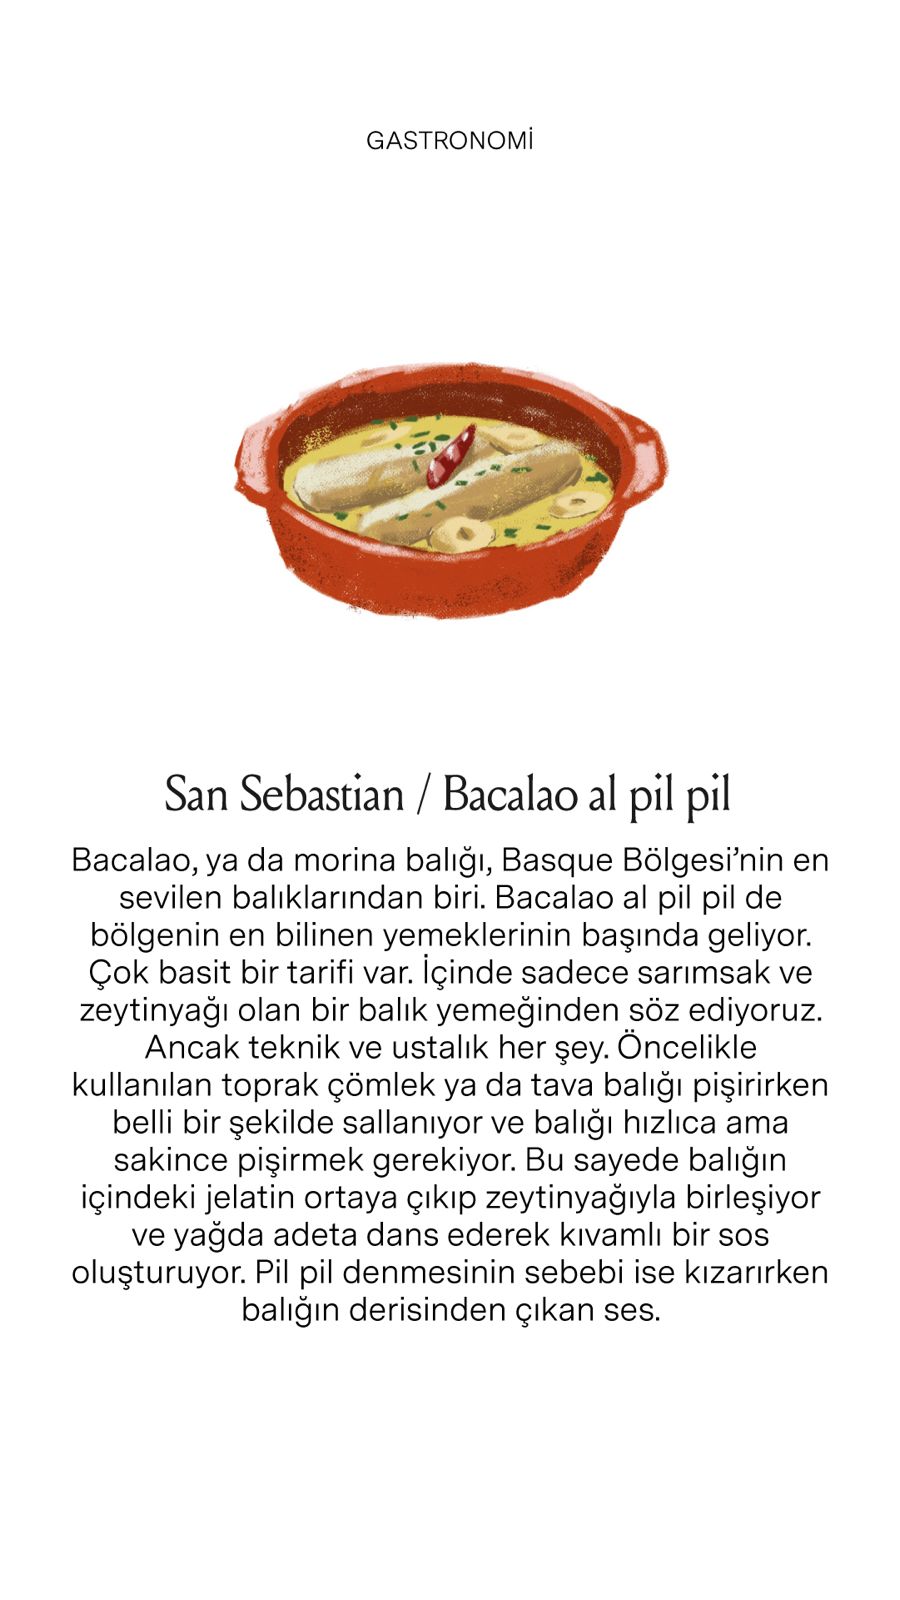 GASTRONOMİ
San Sebastian / Bacalao al pil pil
Bacalao, ya da morina balığı, Basque Bölgesi’nin en
sevilen balıklarından biri. Bacalao al pil pil de
bölgenin en bilinen yemeklerinin başında geliyor.
Çok basit bir tarifi var. İçinde sadece sarımsak ve
zeytinyağı olan bir balık yemeğinden söz ediyoruz.
Ancak teknik ve ustalık her şey. Öncelikle
kullanılan toprak çömlek ya da tava balığı pişirirken
belli bir şekilde sallanıyor ve balığı hızlıca ama
sakince pişirmek gerekiyor. Bu sayede balığın
içindeki jelatin ortaya çıkıp zeytinyağıyla birleşiyor
ve yağda adeta dans ederek kıvamlı bir sos
oluşturuyor. Pil pil denmesinin sebebi ise kızarırken
balığın derisinden çıkan ses.